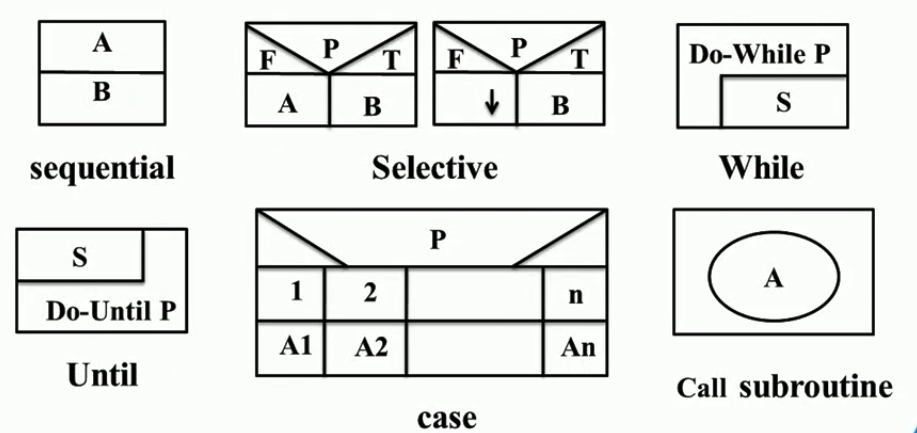 A
B
sequential
F P T
A B
F P T
↓ B
Selective
Do-While P
S
While
S
Do-Until P
Until
P
1 2 n
A1 A2 An
case
A
Call subroutine